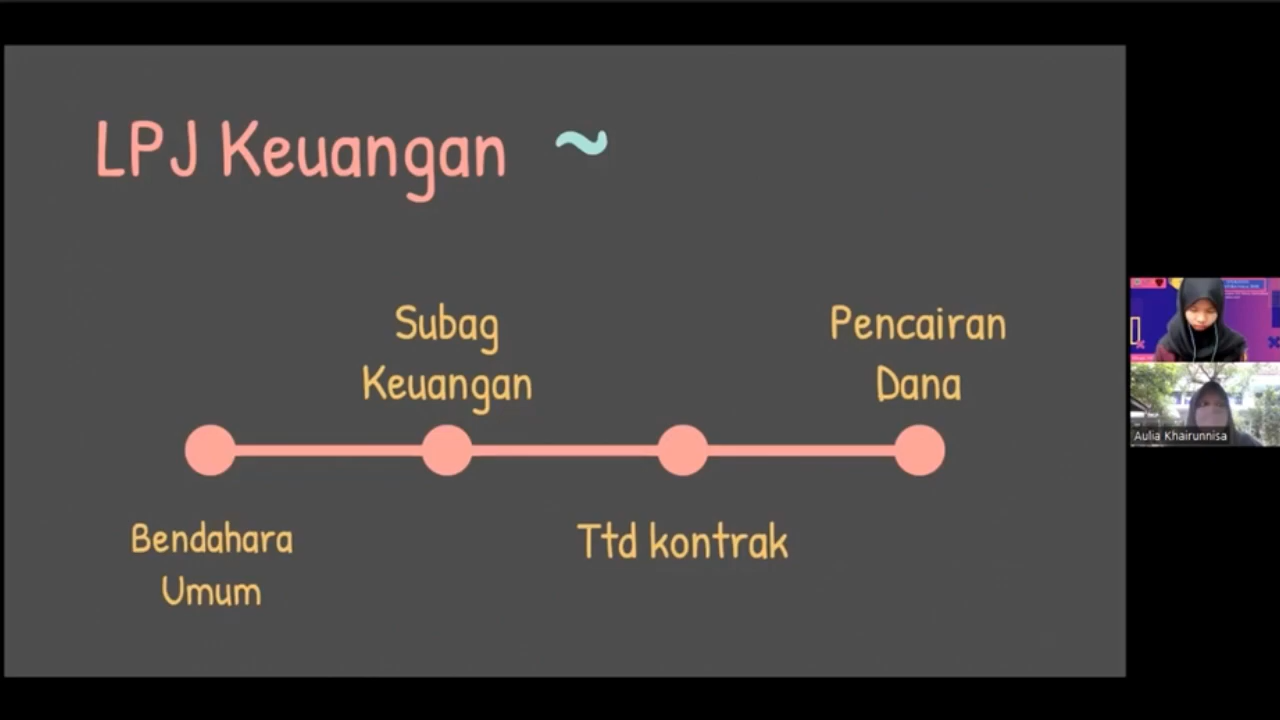 LPJ Keuangan ~
Subag
Keuangan
Pencairan
Dana
Bendahara
Umum
Ttd kontrak
Aulia Khairunnisa